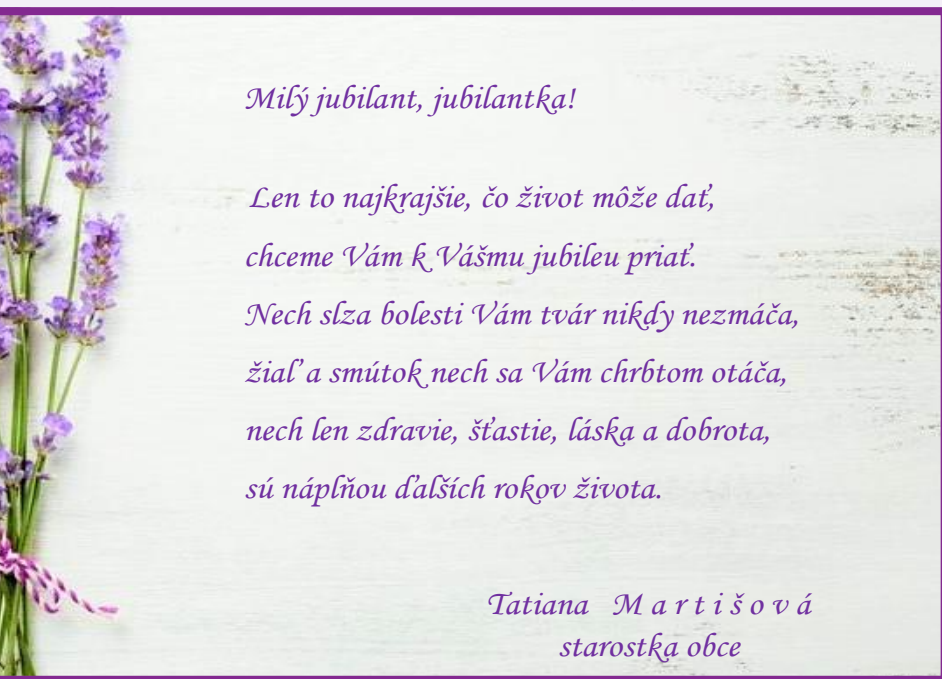 Milý jubilant, jubilantka!
Len to najkrajšie, čo život môže dať,
chceme Vám k Vášmu jubileu priať.
Nech slza bolesti Vám tvár nikdy nezmáča,
žiaľ a smútok nech sa Vám chrbtom otáča,
nech len zdravie, šťastie, láska a dobrota,
sú náplňou ďalších rokov života.
Tatiana M a r t i š o v á
starostka obce